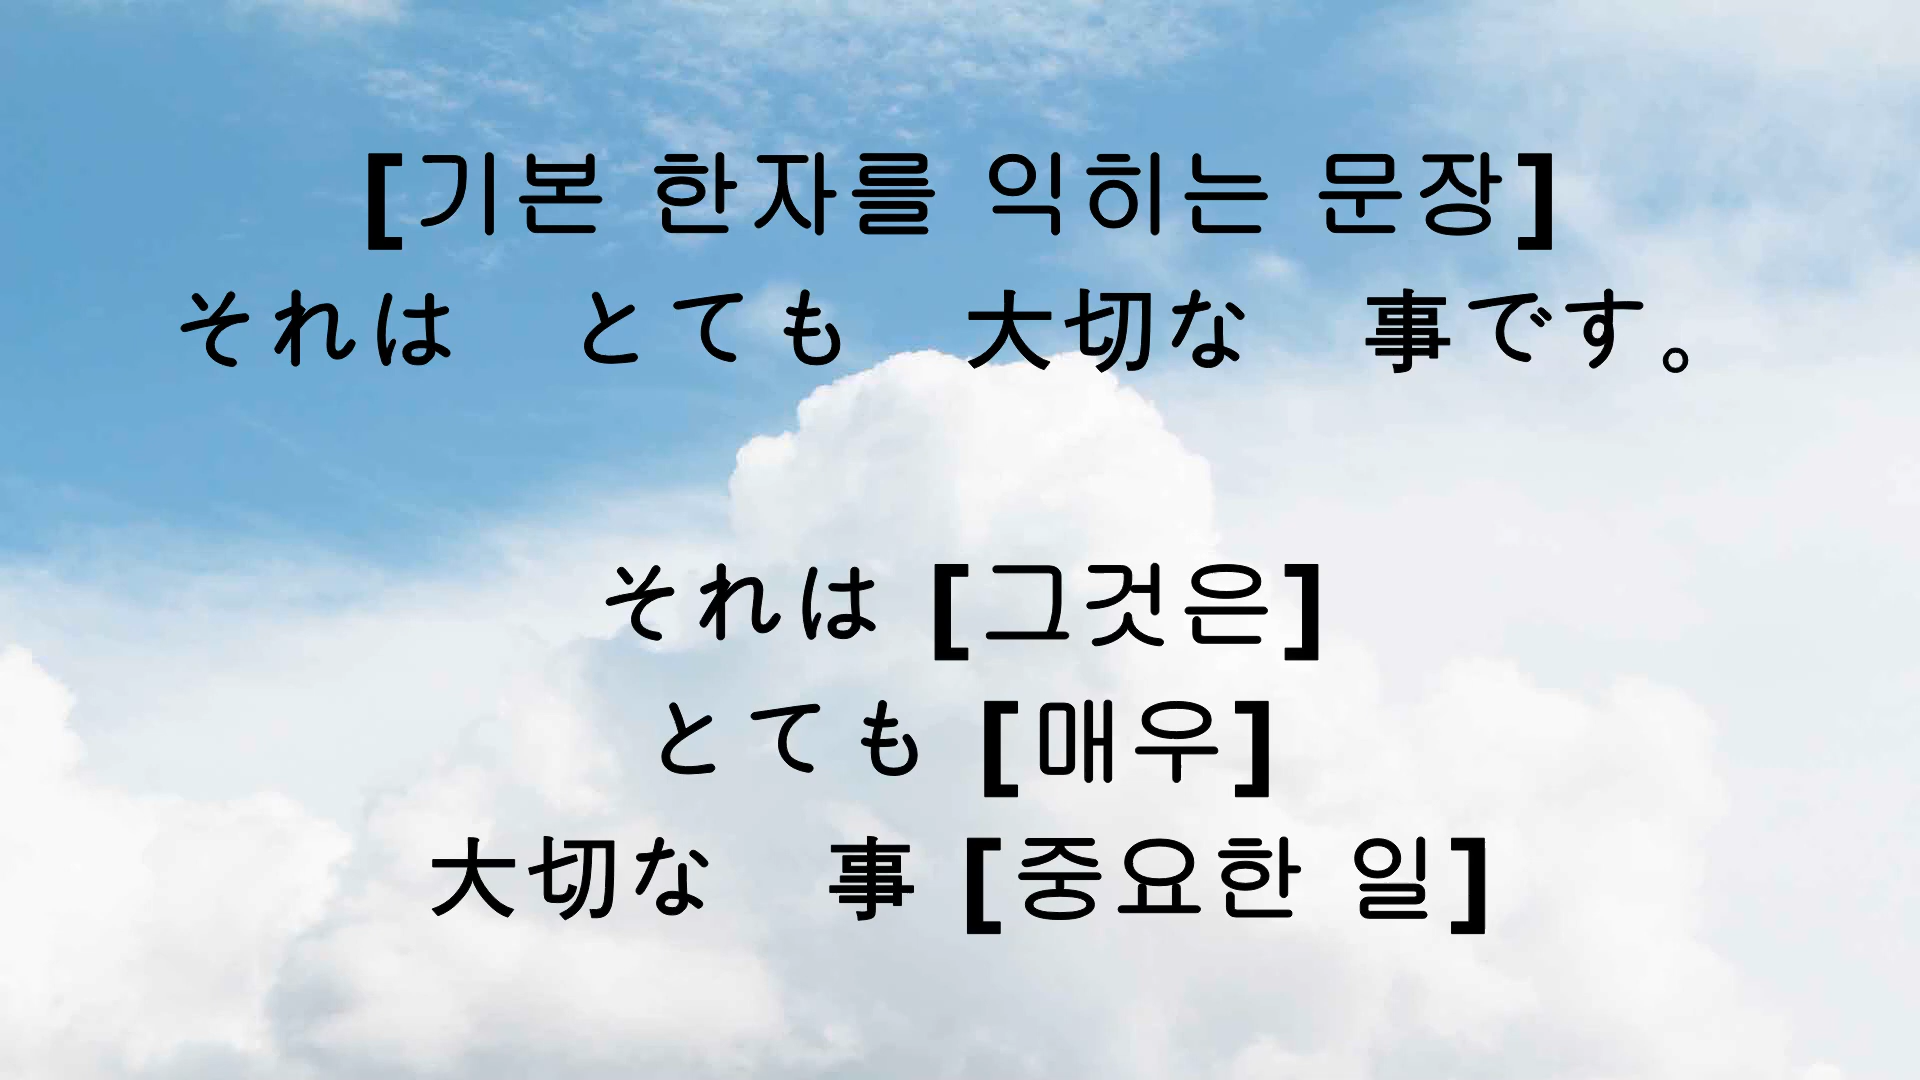 [기본 한자를 익히는 문장]
それは　とても　大切な　事です。
それは [그것은]
とても [매우]
大切な　事 [중요한 일]